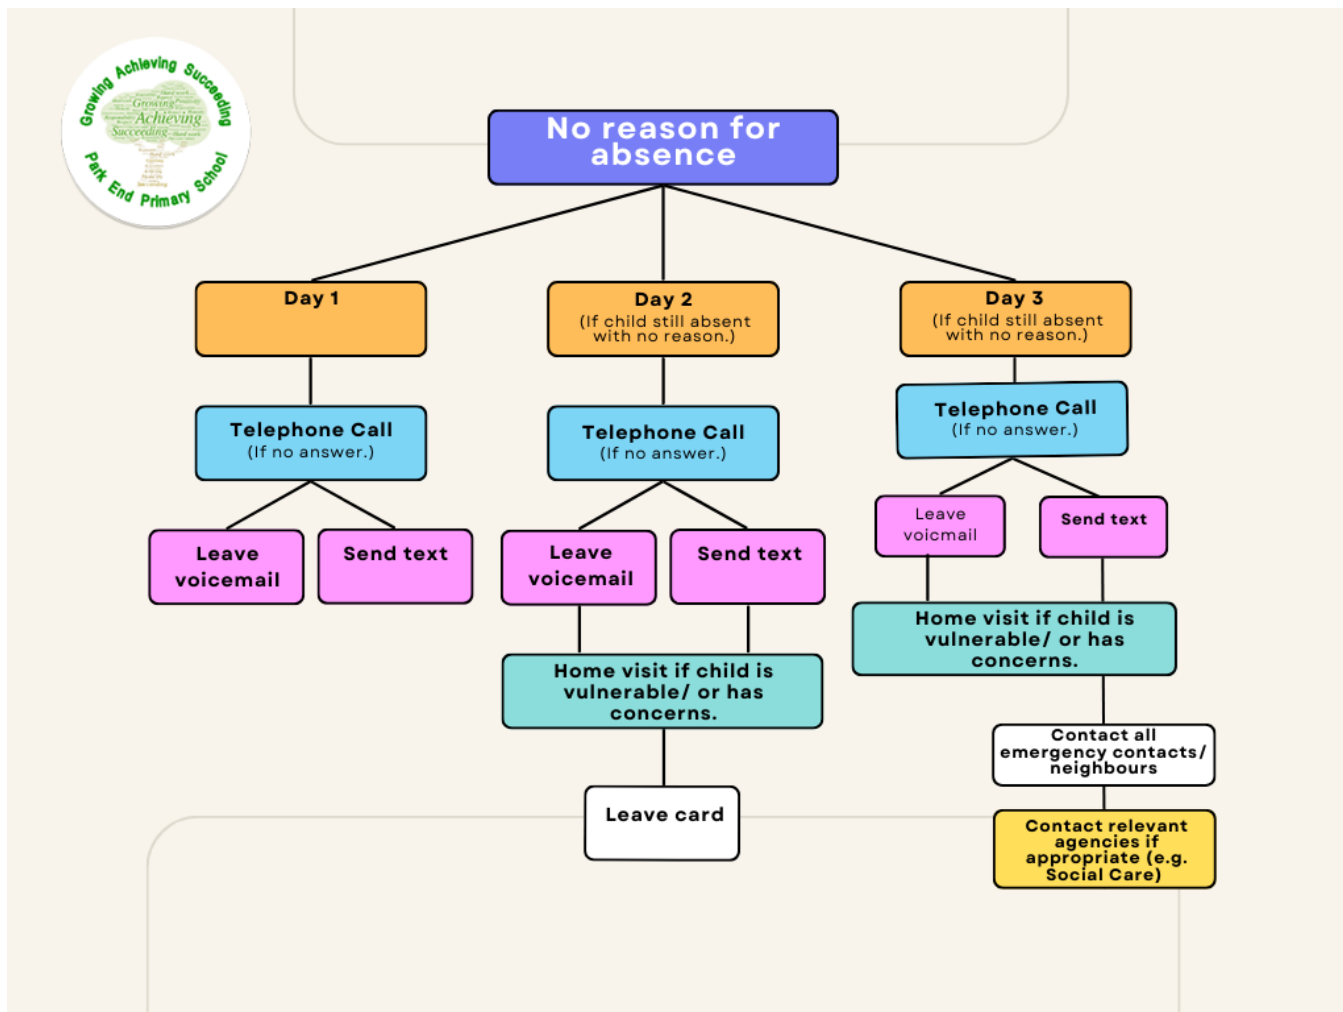 Growing Achieving Succeeding
Growing
Achieving
Succeeding
Park End Primary School
No reason for
absence
Day 1
Day 2
(If child still absent
with no reason.)
Day 3
(If child still absent
with no reason.)
Telephone Call
(If no answer.)
Telephone Call
(If no answer.)
Telephone Call
(If no answer.)
Leave
voicemail
Send text
Leave
voicemail
Send text
Leave
voicmail
Send text
Home visit if child is
vulnerable/ or has
concerns.
Home visit if child is
vulnerable/ or has
concerns.
Leave card
Contact all
emergency contacts/
neighbours
Contact relevant
agencies if
appropriate (e.g.
Social Care)